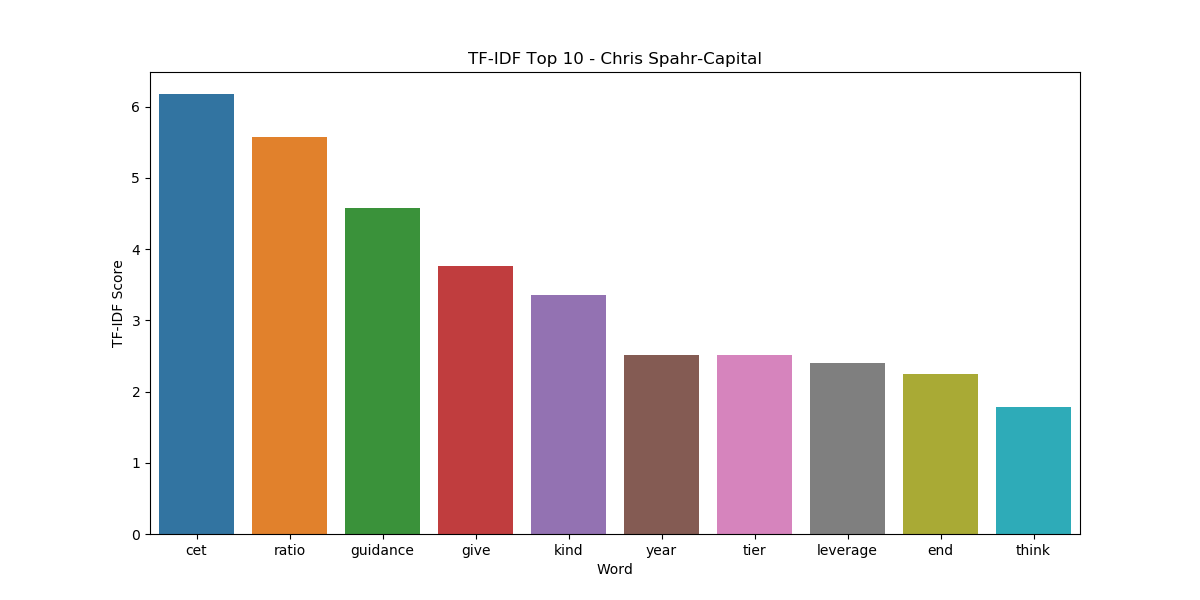 TF-IDF Top 10 - Chris Spahr-Capital
TF-IDF Score
6
5
4
3
2
1
0
cet ratio guidance give kind year tier leverage end think
Word